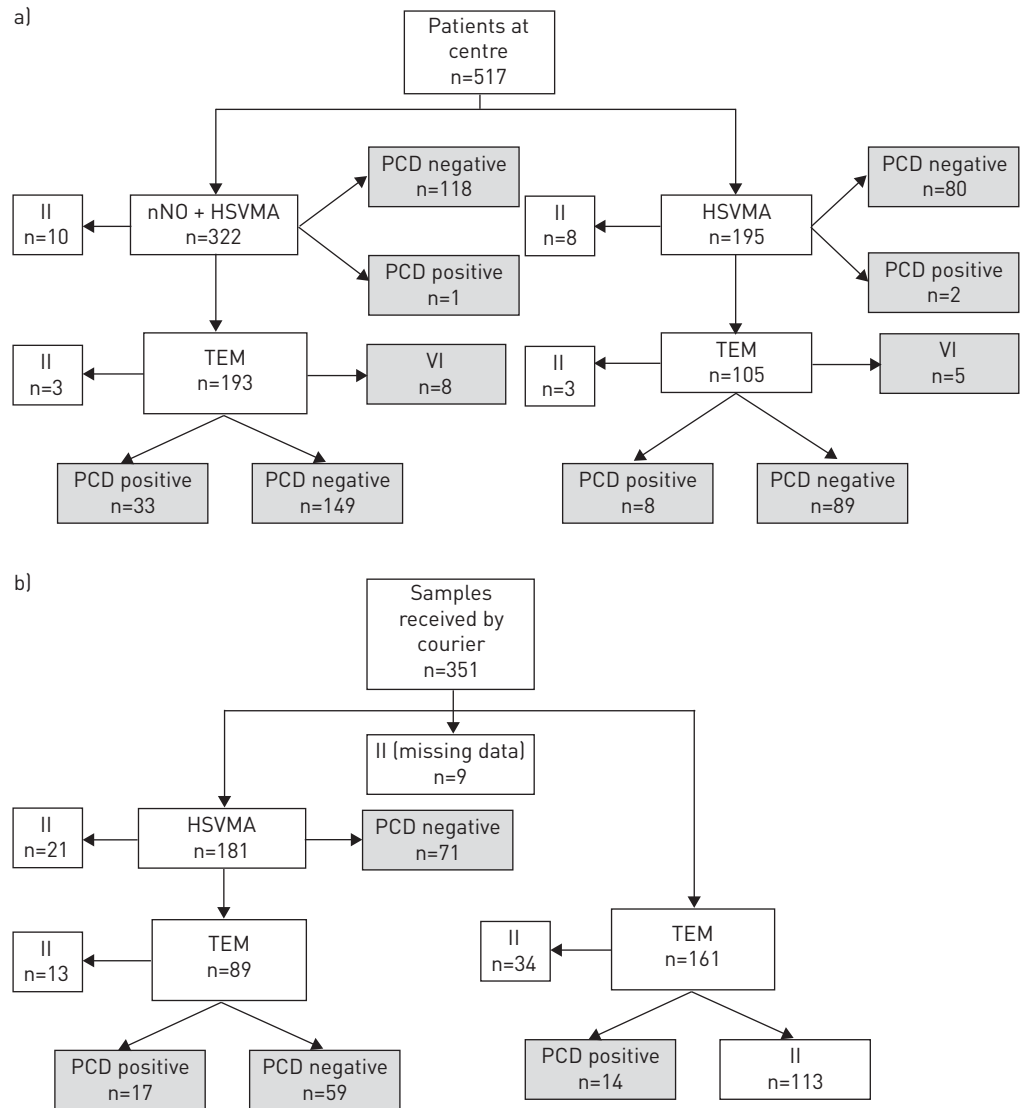 a)
Patients at
centre
n=517
PCD negative
n=118
PCD negative
n=80
II
n=10
nNO + HSVMA
n=322
II
n=8
HSVMA
n=195
PCD positive
n=1
PCD positive
n=2
II
n=3
TEM
n=193
VI
n=8
II
n=3
TEM
n=105
VI
n=5
PCD positive
n=33
PCD negative
n=149
PCD positive
n=8
PCD negative
n=89
b)
Samples
received by
courier
n=351
II (missing data)
n=9
II
n=21
HSVMA
n=181
PCD negative
n=71
II
n=13
TEM
n=89
II
n=34
TEM
n=161
PCD positive
n=17
PCD negative
n=59
PCD positive
n=14
II
n=113